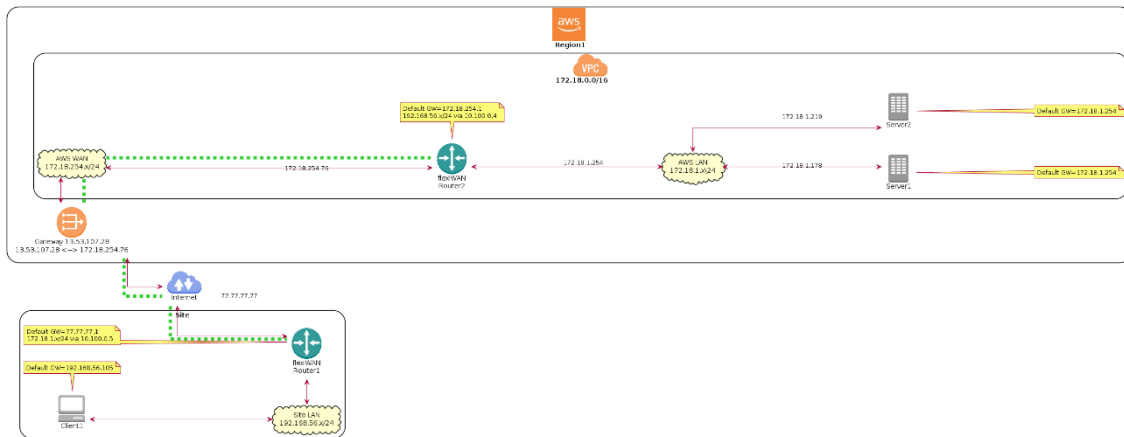 aws
Region1
VPC
172.18.0.0/16
Default GW=172.18.254.1
192.168.56.x/24 via 10.100.0.4
172.18.1.219
Server2
Default GW=172.18.1.254
AWS WAN
172.18.254.x/24
172.18.254.76
flexiWAN
Router2
172.18.1.254
AWS LAN
172.18.1.x/24
172.18.1.178
Server1
Default GW=172.18.1.254
Gateway 13.53.107.28
13.53.107.28 <--> 172.18.254.76
Internet
77.77.77.77
Site
Default GW=77.77.77.1
172.18.1.x/24 via 10.100.0.5
flexiWAN
Router1
Default GW=192.168.56.105
Client1
Site LAN
192.168.56.x/24